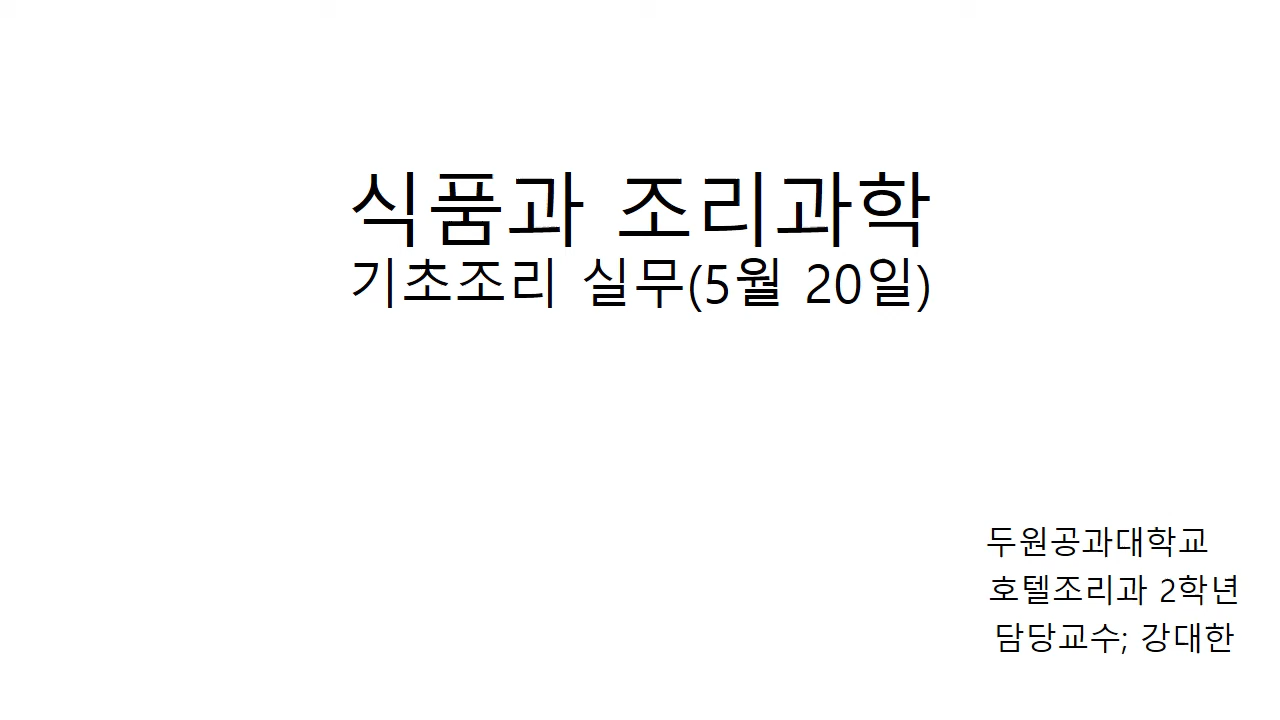 식품과 조리과학
기초조리 실무(5월 20일)
두원공과대학교
호텔조리과 2학년
담당교수; 강대한